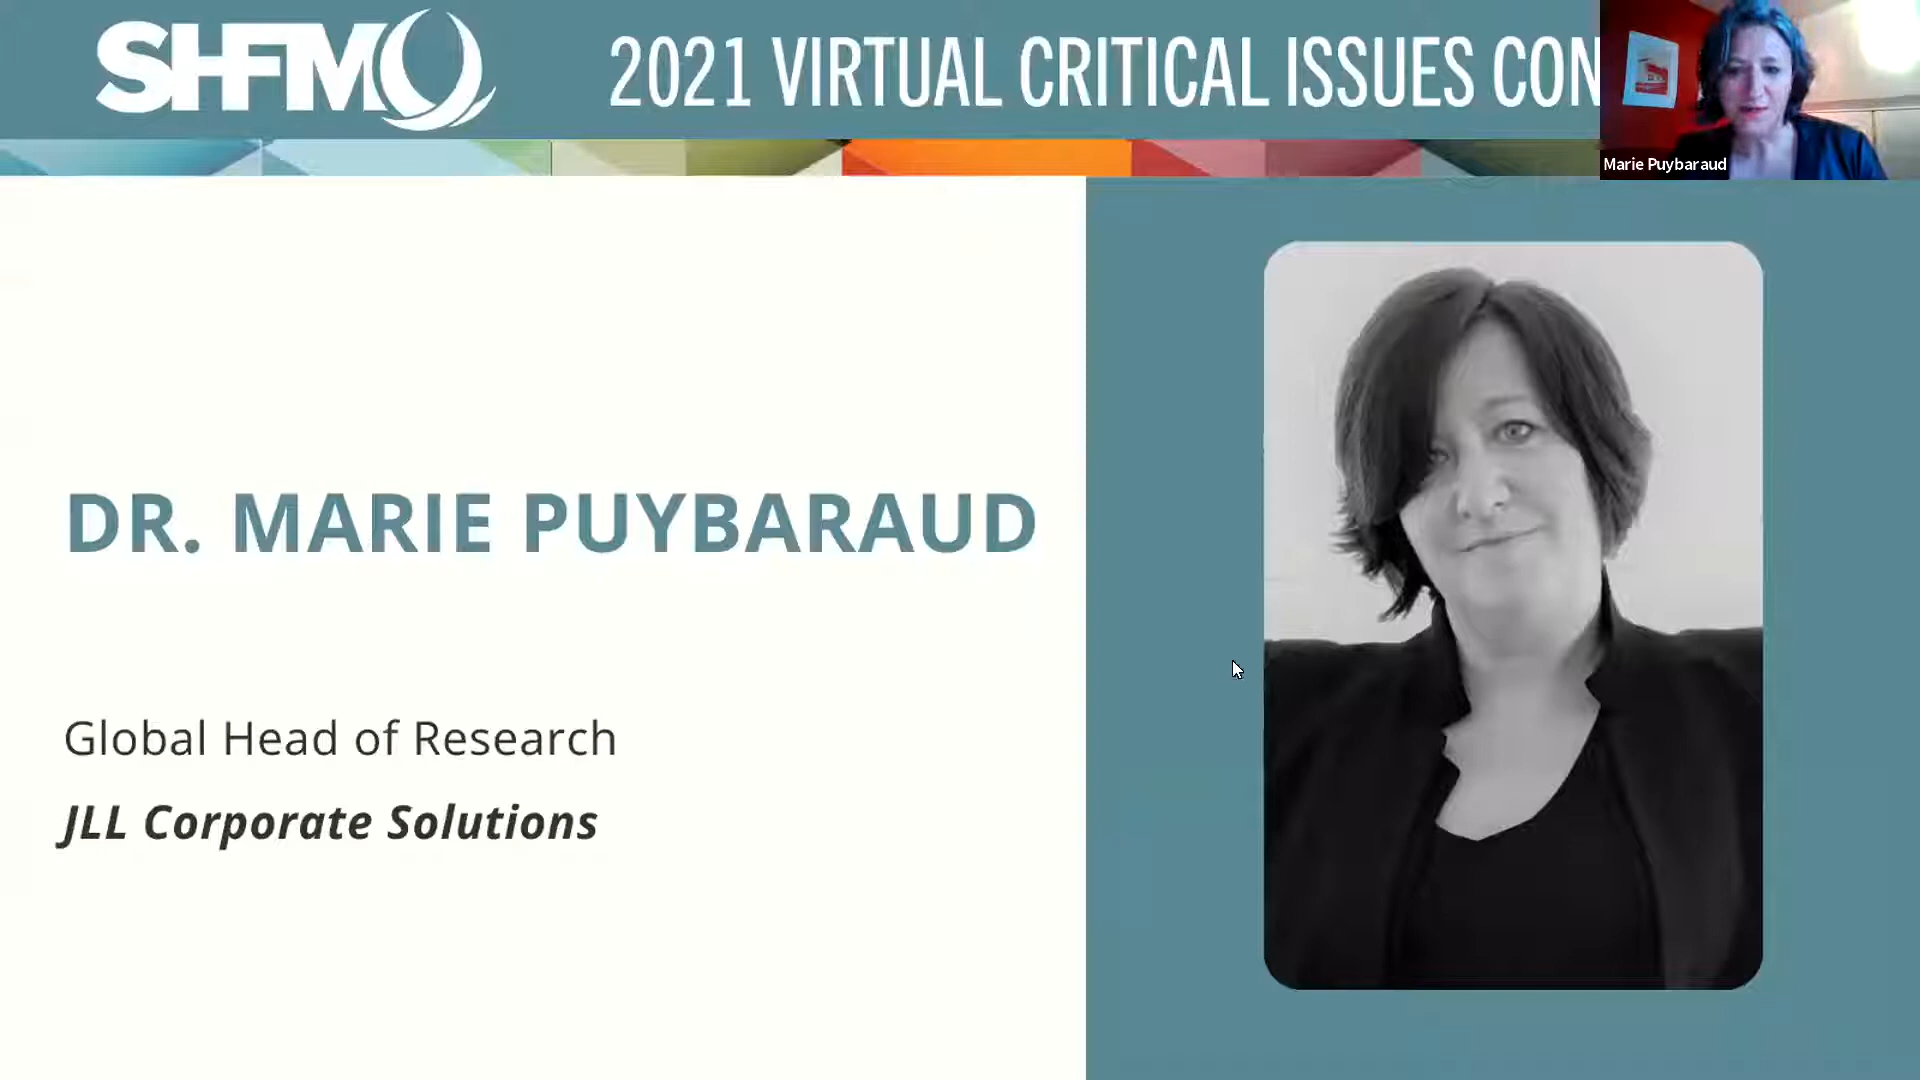 SHFM
2021 VIRTUAL CRITICAL ISSUES CON
Marie Puybaraud
DR. MARIE PUYBARAUD
Global Head of Research
JLL Corporate Solutions